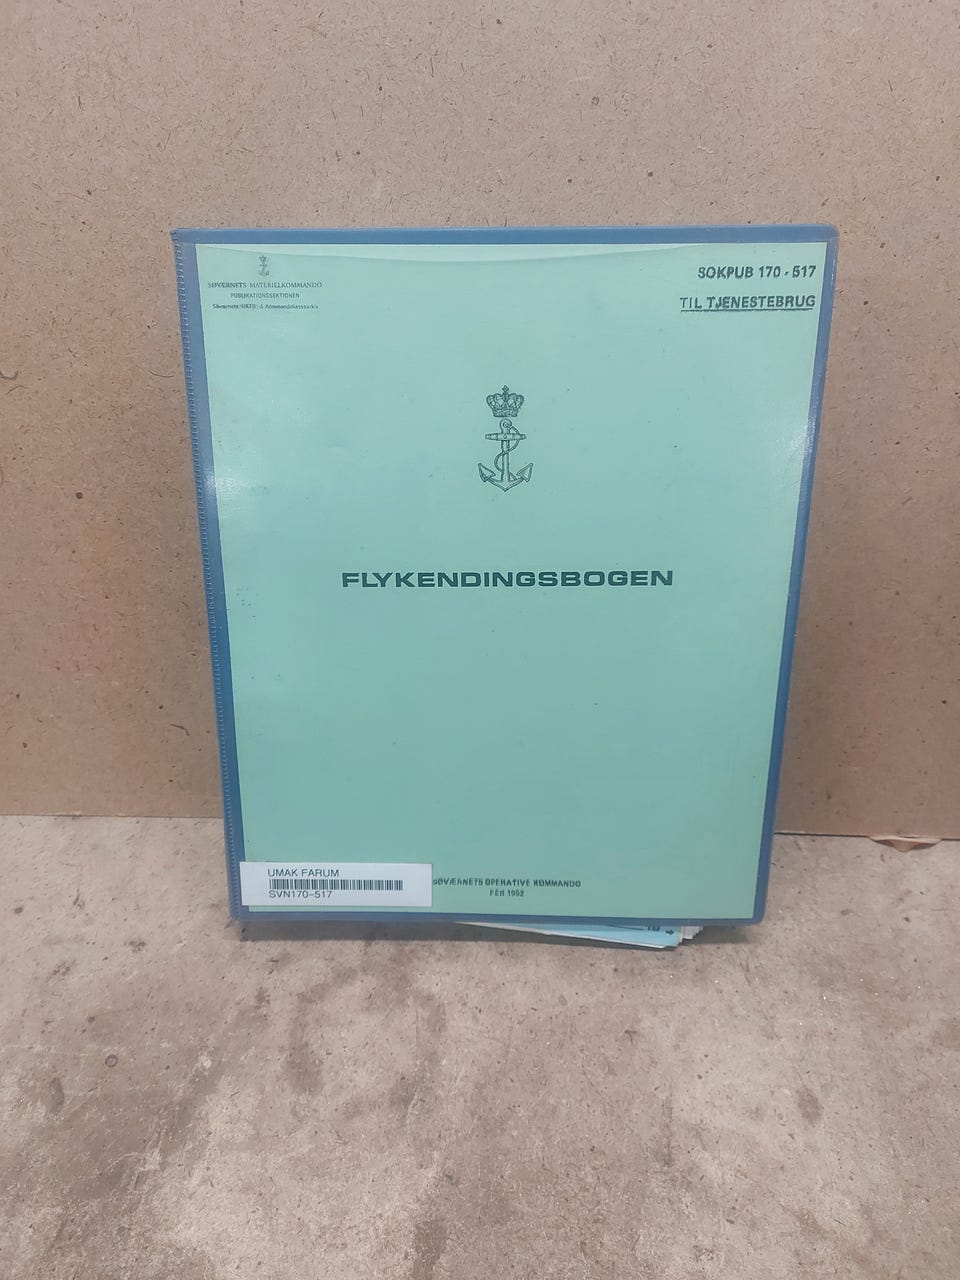 SØVÆRNETS MATERIELKOMMANDO
PUBLIKATIONSSEKTIONEN
SOKPUB 170 - 517
TIL TJENESTEBRUG
FLYKENDINGSBOGEN
UMAK FARUM
SVN170-517
SØVÆRNETS OPERATIVE KOMMANDO